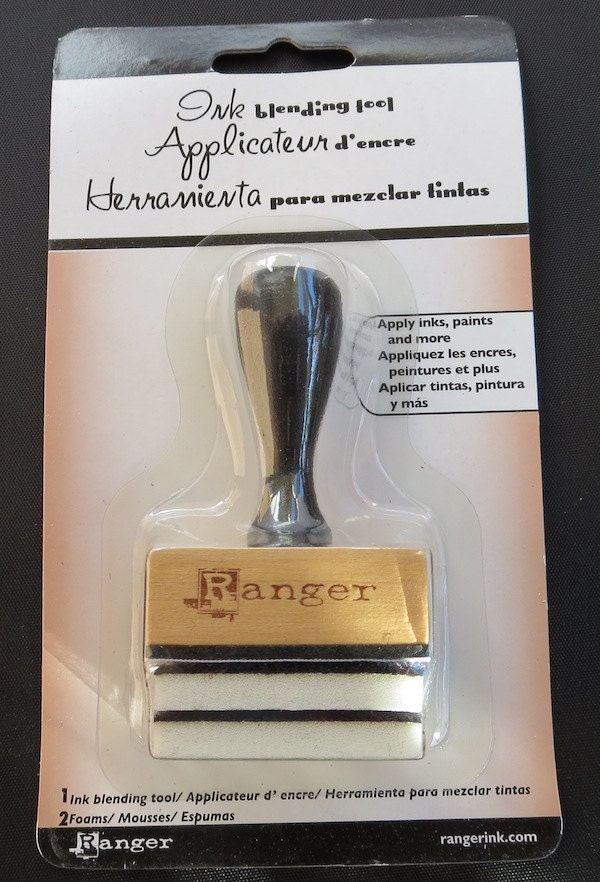 Ink blending tool
Applicateur d'encre
Herramienta para mezclar tintas
Apply inks, paints
and more
Appliquez les encres,
peintures et plus
Aplicar tintas, pintura
y más
Ranger
1 Ink blending tool/ Applicateur d' encre/ Herramienta para mezclar tintas
2 Foams/ Mousses/ Espumas
Ranger
rangerink.com